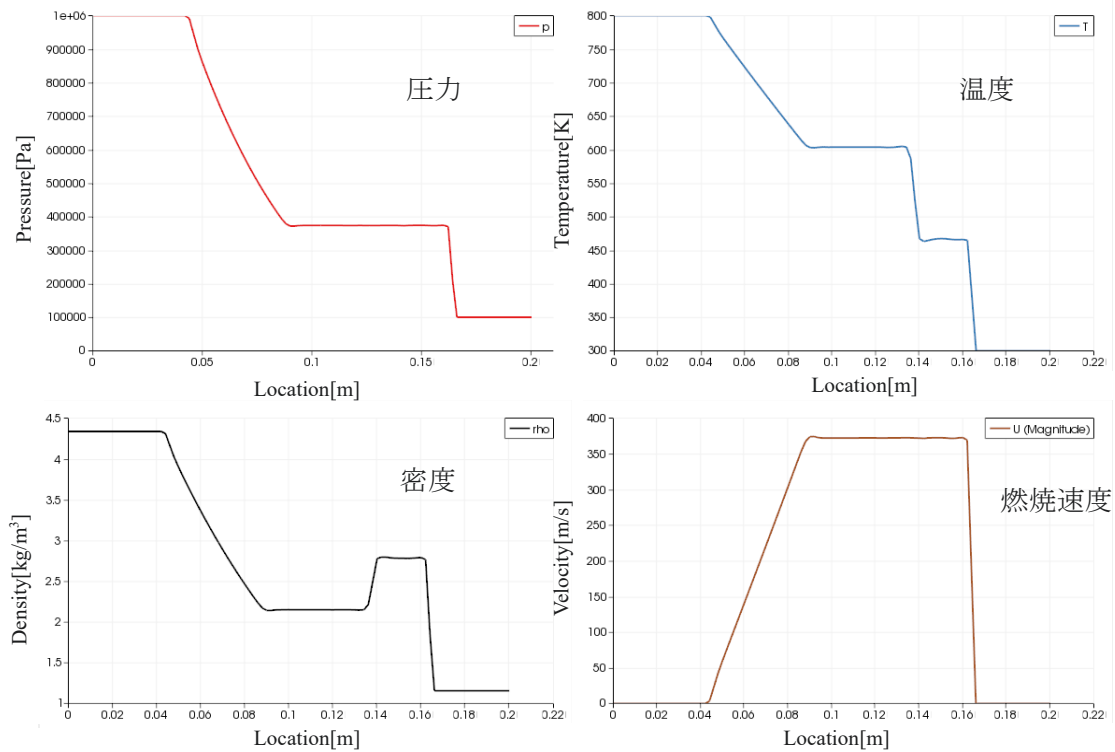 1e+06
900000
800000
700000
600000
500000
400000
300000
200000
100000
0
0 0.05 0.1 0.15 0.2
Pressure[Pa]
Location[m]
p
圧力
800
750
700
650
600
550
500
450
400
350
300
0 0.02 0.04 0.06 0.08 0.1 0.12 0.14 0.16 0.18 0.2 0.22
Temperature[K]
Location[m]
T
温度
4.5
4
3.5
3
2.5
2
1.5
1
0 0.02 0.04 0.06 0.08 0.1 0.12 0.14 0.16 0.18 0.2 0.22
Density[kg/m³]
Location[m]
rho
密度
400
350
300
250
200
150
100
50
0
0 0.02 0.04 0.06 0.08 0.1 0.12 0.14 0.16 0.18 0.2 0.22
Velocity[m/s]
Location[m]
U (Magnitude)
燃焼速度